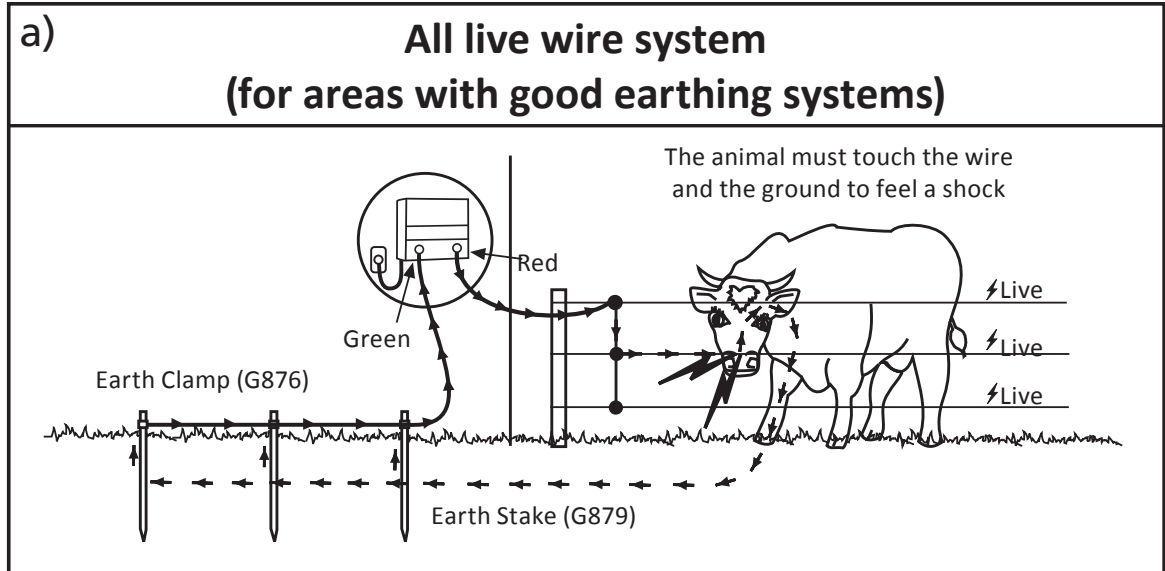 a)
All live wire system
(for areas with good earthing systems)
The animal must touch the wire
and the ground to feel a shock
Red
Live
Green
Live
Earth Clamp (G876)
Live
Earth Stake (G879)